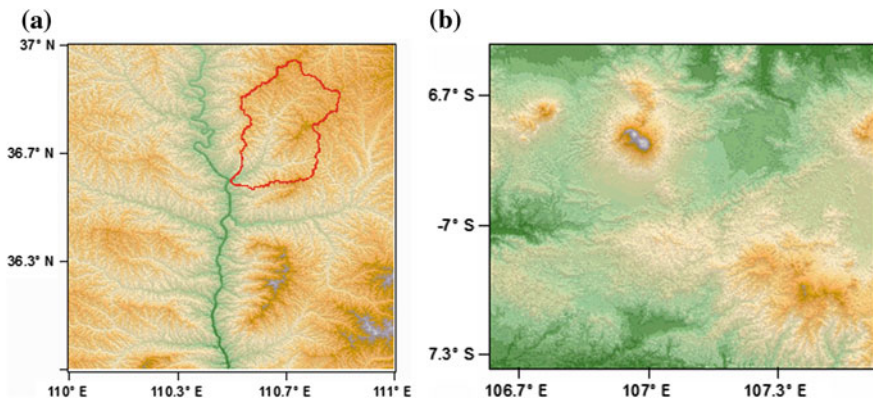 (a)
(b)
37° N
36.7° N
36.3° N
110° E
110.3° E
110.7° E
111° E
6.7° S
-7° S
7.3° S
106.7° E
107° E
107.3° E